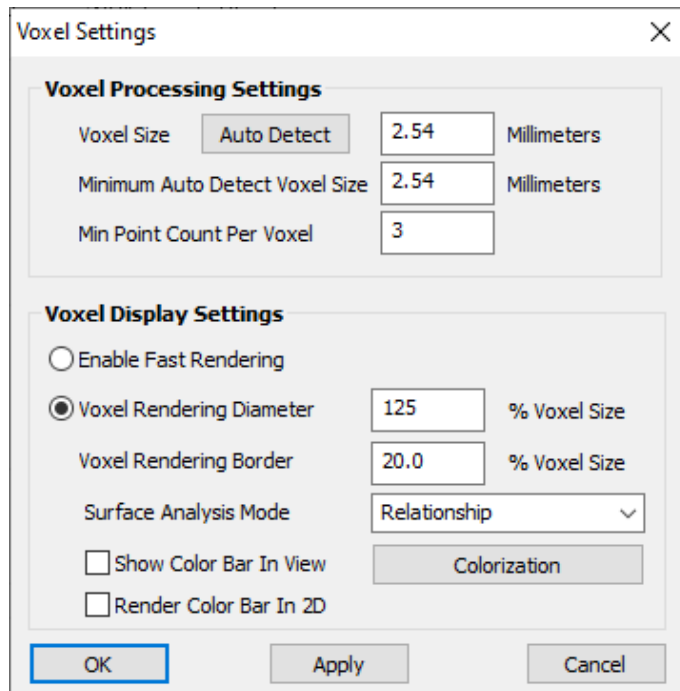 Voxel Settings
Voxel Processing Settings
Voxel Size Auto Detect 2.54 Millimeters
Minimum Auto Detect Voxel Size 2.54 Millimeters
Min Point Count Per Voxel 3
Voxel Display Settings
Enable Fast Rendering
Voxel Rendering Diameter 125 % Voxel Size
Voxel Rendering Border 20.0 % Voxel Size
Surface Analysis Mode Relationship
Show Color Bar In View Colorization
Render Color Bar In 2D
OK Apply Cancel